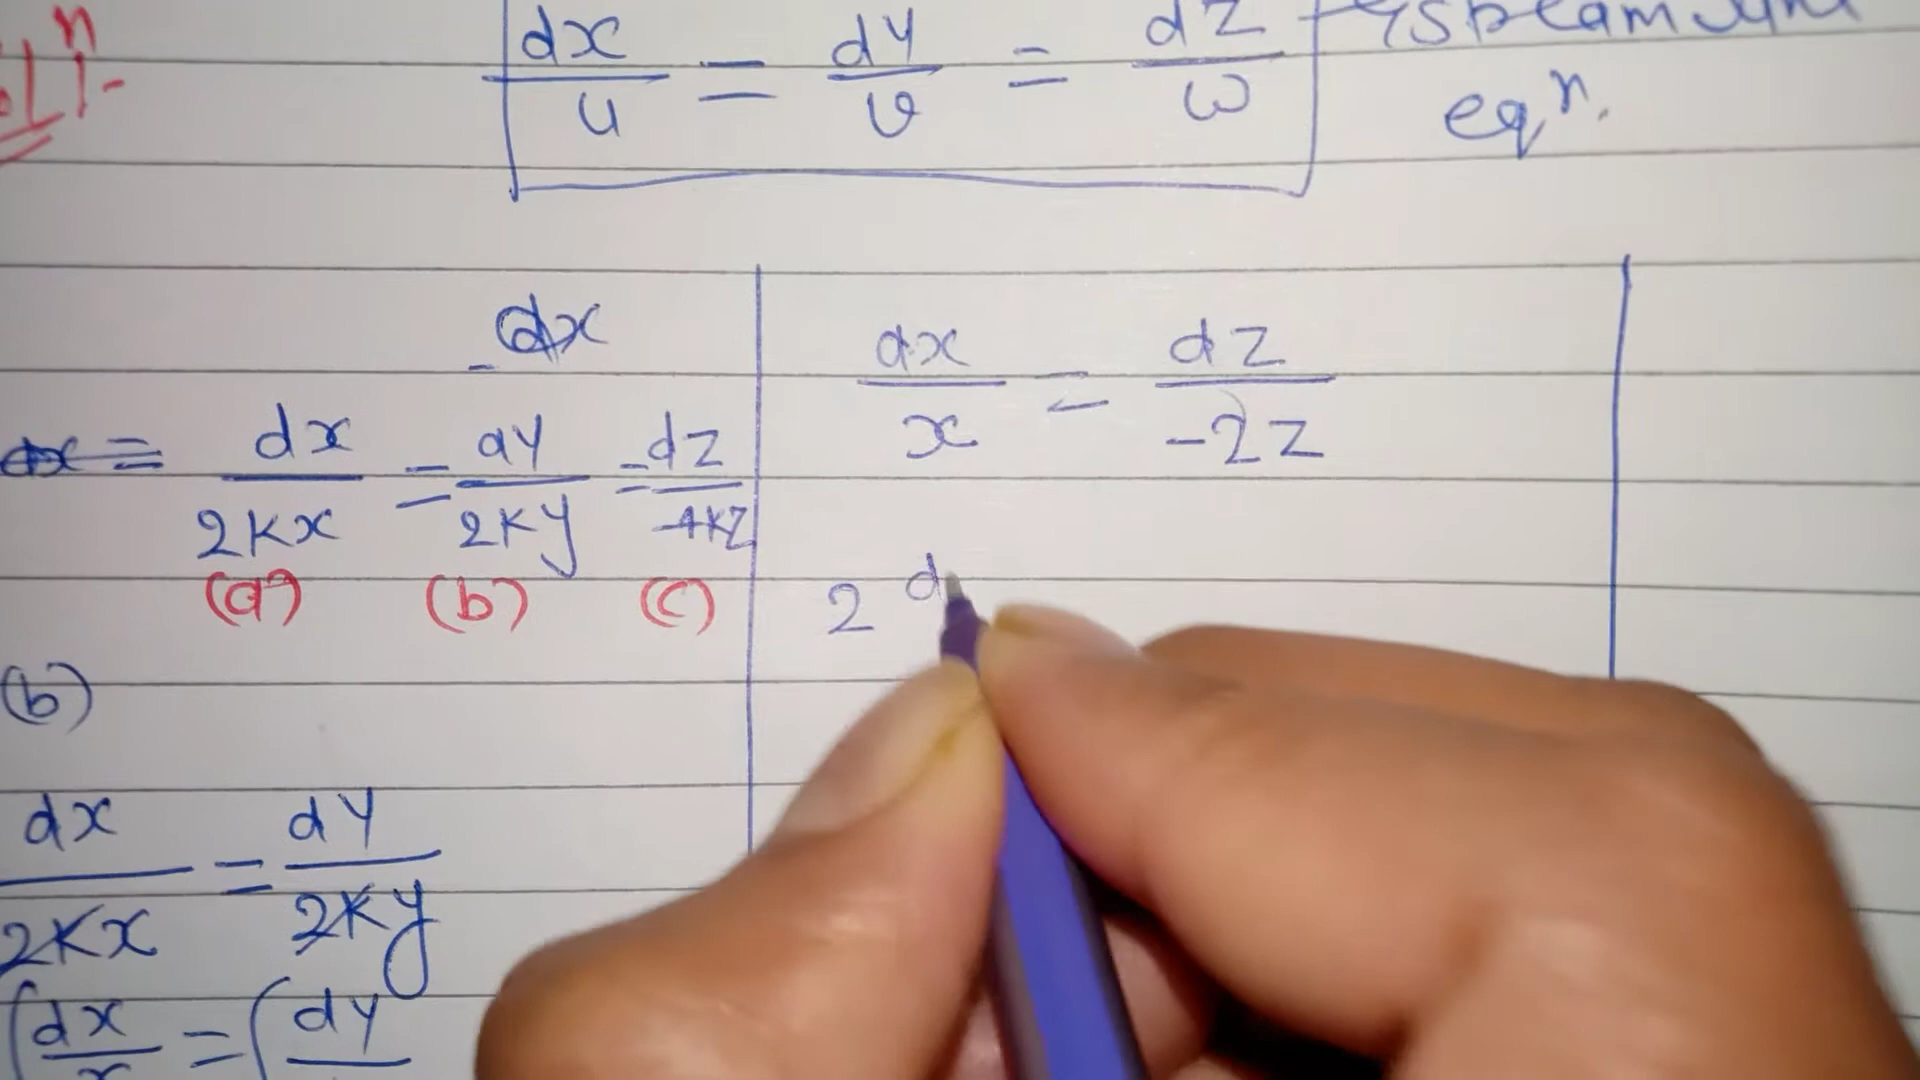 dx/u = dy/v = dz/w
eqⁿ.
dx
= dx/2kx = dy/2ky = dz/-4kz
(a) (b) (c)
(b)
dx/2kx = dy/2ky
∫dx/x = ∫dy
dx/x = dz/-2z
2 d